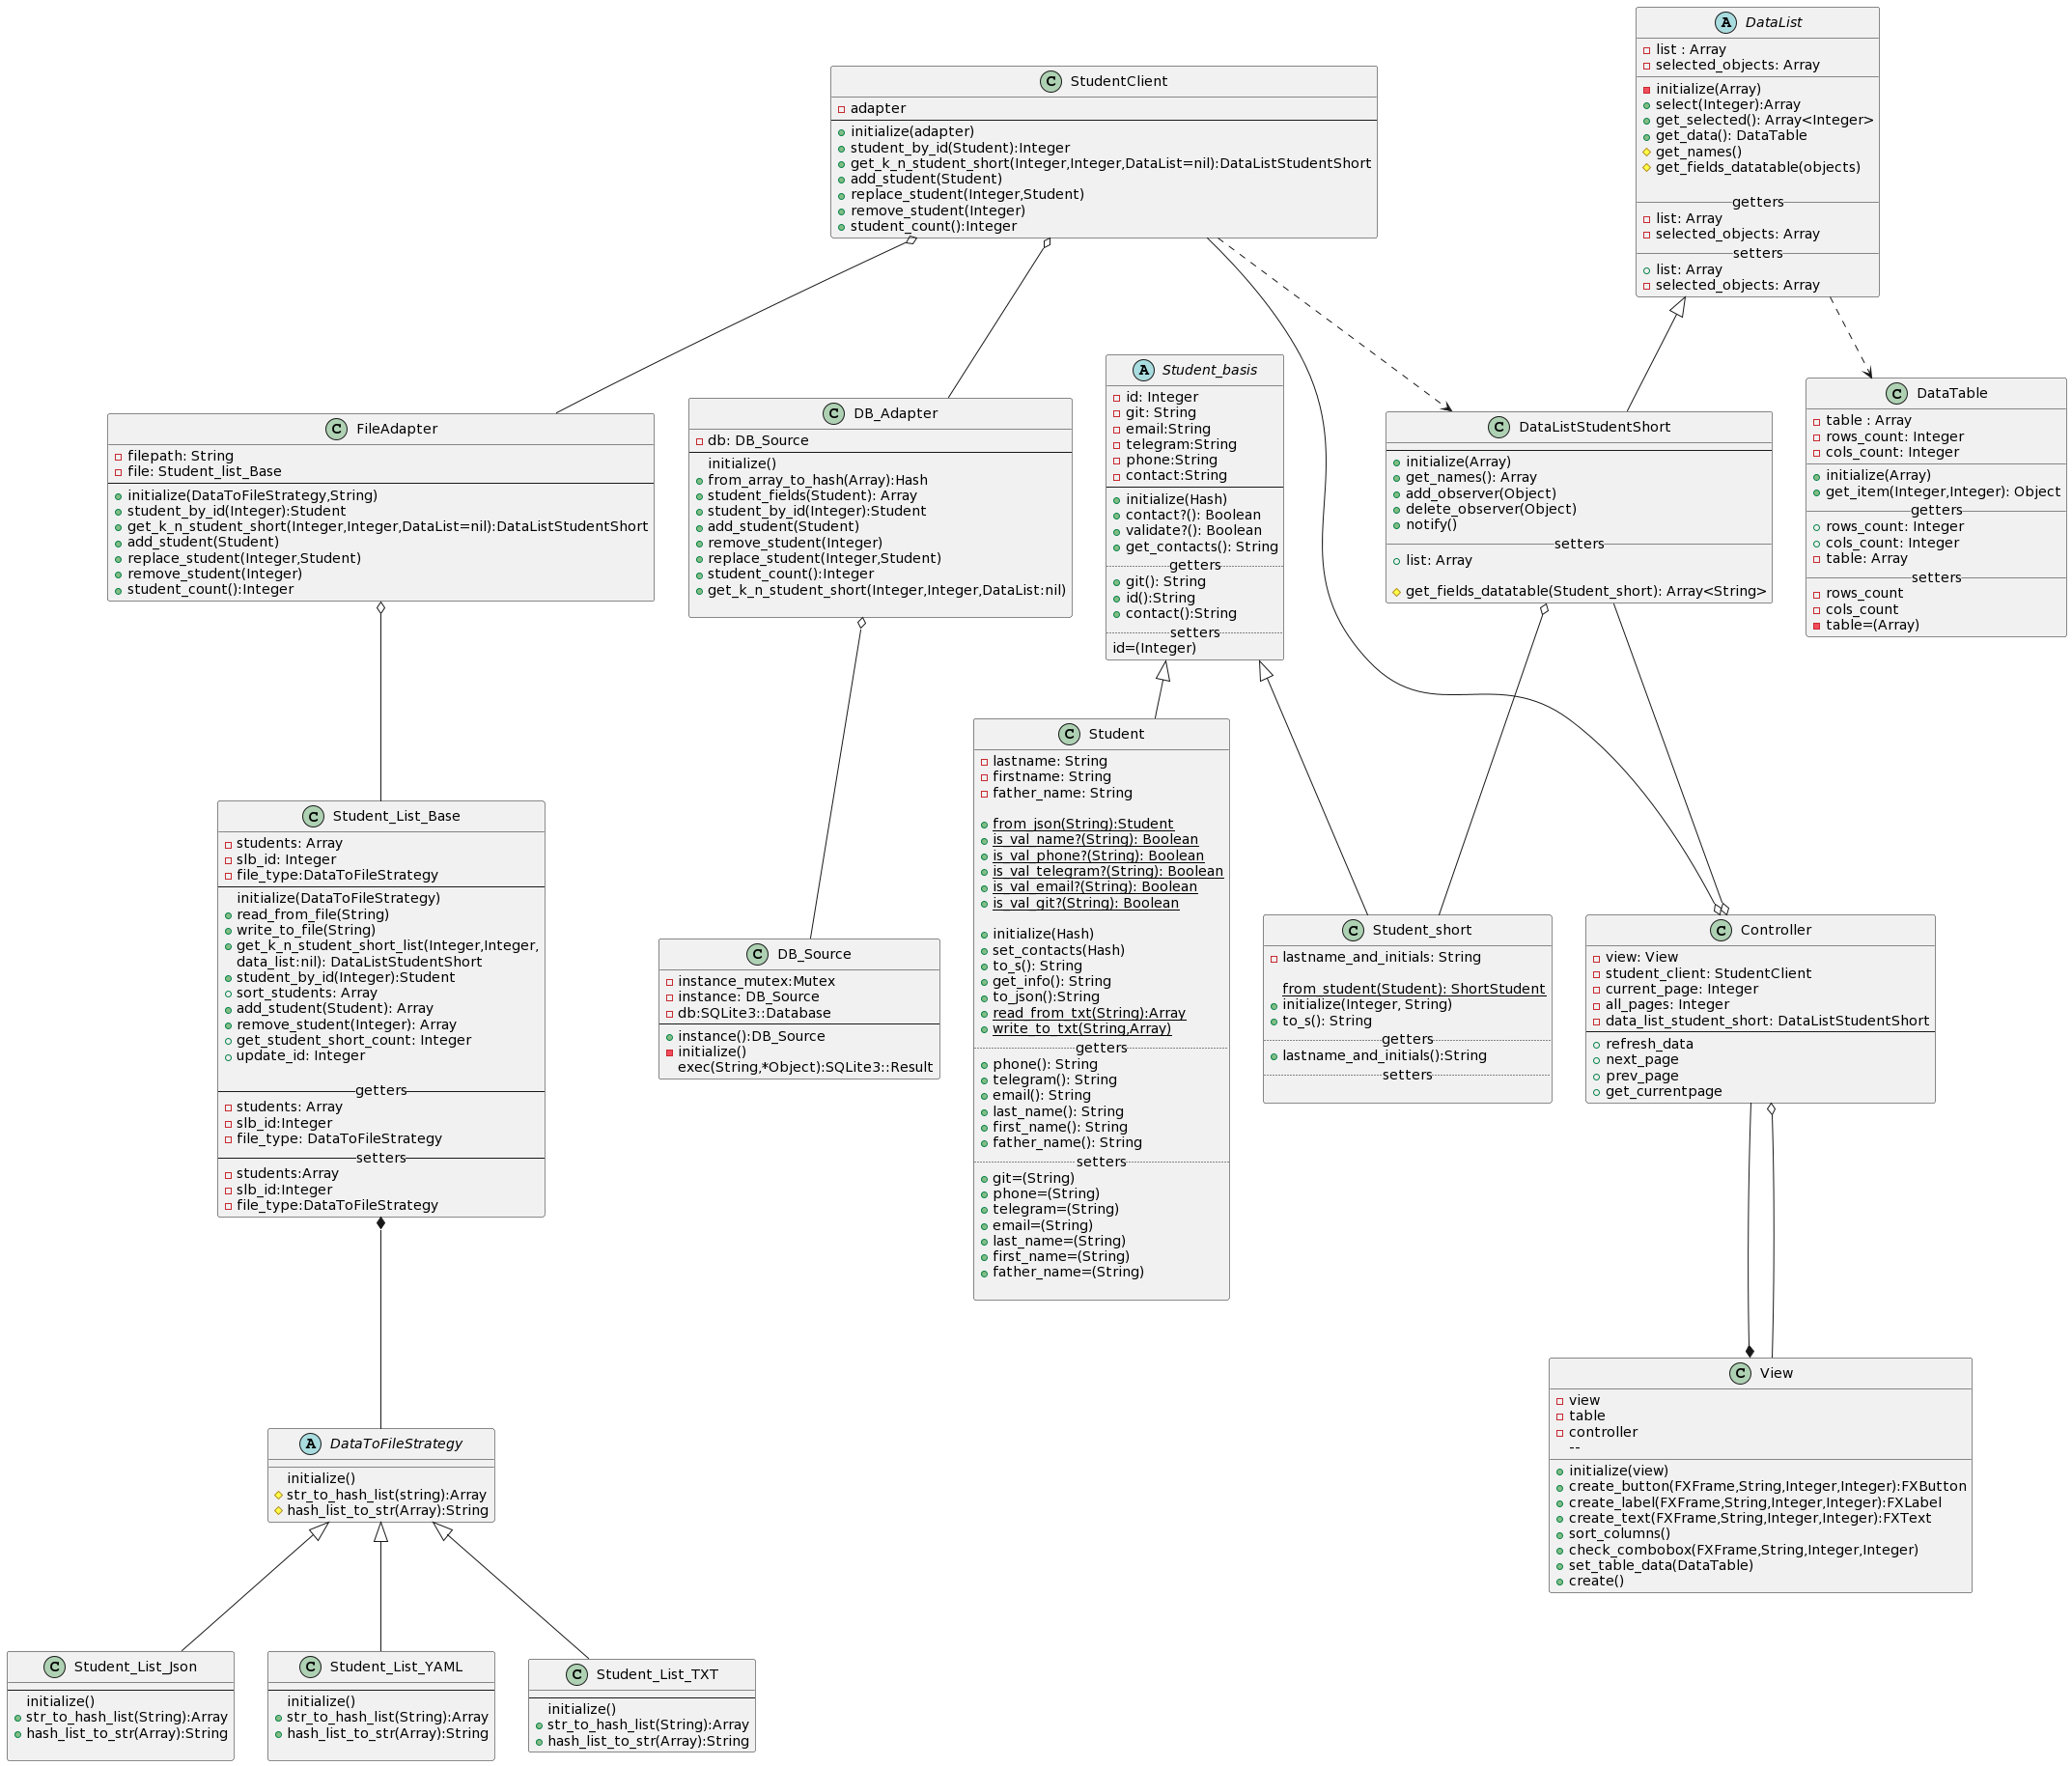 A DataList
list : Array
selected_objects: Array
initialize(Array)
select(Integer):Array
get_selected(): Array<Integer>
get_data(): DataTable
get_names()
get_fields_datatable(objects)
getters
list: Array
selected_objects: Array
setters
list: Array
selected_objects: Array
C StudentClient
adapter
initialize(adapter)
student_by_id(Student):Integer
get_k_n_student_short(Integer,Integer,DataList=nil):DataListStudentShort
add_student(Student)
replace_student(Integer,Student)
remove_student(Integer)
student_count():Integer
C FileAdapter
filepath: String
file: Student_list_Base
initialize(DataToFileStrategy,String)
student_by_id(Integer):Student
get_k_n_student_short(Integer,Integer,DataList=nil):DataListStudentShort
add_student(Student)
replace_student(Integer,Student)
remove_student(Integer)
student_count():Integer
C DB_Adapter
db: DB_Source
initialize()
from_array_to_hash(Array):Hash
student_fields(Student): Array
student_by_id(Integer):Student
add_student(Student)
remove_student(Integer)
replace_student(Integer,Student)
student_count():Integer
get_k_n_student_short(Integer,Integer,DataList:nil)
A Student_basis
id: Integer
git: String
email:String
telegram:String
phone:String
contact:String
initialize(Hash)
contact?(): Boolean
validate?(): Boolean
get_contacts(): String
getters
git(): String
id():String
contact():String
setters
id=(Integer)
C DataListStudentShort
initialize(Array)
get_names(): Array
add_observer(Object)
delete_observer(Object)
notify()
setters
list: Array
get_fields_datatable(Student_short): Array<String>
C DataTable
table : Array
rows_count: Integer
cols_count: Integer
initialize(Array)
get_item(Integer,Integer): Object
getters
rows_count: Integer
cols_count: Integer
table: Array
setters
rows_count
cols_count
table=(Array)
C Student_List_Base
students: Array
slb_id: Integer
file_type:DataToFileStrategy
initialize(DataToFileStrategy)
read_from_file(String)
write_to_file(String)
get_k_n_student_short_list(Integer,Integer,
data_list:nil): DataListStudentShort
student_by_id(Integer):Student
sort_students: Array
add_student(Student): Array
remove_student(Integer): Array
get_student_short_count: Integer
update_id: Integer
getters
students: Array
slb_id:Integer
file_type: DataToFileStrategy
setters
students:Array
slb_id:Integer
file_type:DataToFileStrategy
C DB_Source
instance_mutex:Mutex
instance: DB_Source
db:SQLite3::Database
instance():DB_Source
initialize()
exec(String,*Object):SQLite3::Result
C Student
lastname: String
firstname: String
father_name: String
from_json(String):Student
is_val_name?(String): Boolean
is_val_phone?(String): Boolean
is_val_telegram?(String): Boolean
is_val_email?(String): Boolean
is_val_git?(String): Boolean
initialize(Hash)
set_contacts(Hash)
to_s(): String
get_info(): String
to_json():String
read_from_txt(String):Array
write_to_txt(String,Array)
getters
phone(): String
telegram(): String
email(): String
last_name(): String
first_name(): String
father_name(): String
setters
git=(String)
phone=(String)
telegram=(String)
email=(String)
last_name=(String)
first_name=(String)
father_name=(String)
C Student_short
lastname_and_initials: String
from_student(Student): ShortStudent
initialize(Integer, String)
to_s(): String
getters
lastname_and_initials():String
setters
C Controller
view: View
student_client: StudentClient
current_page: Integer
all_pages: Integer
data_list_student_short: DataListStudentShort
refresh_data
next_page
prev_page
get_currentpage
C View
view
table
controller
--
initialize(view)
create_button(FXFrame,String,Integer,Integer):FXButton
create_label(FXFrame,String,Integer,Integer):FXLabel
create_text(FXFrame,String,Integer,Integer):FXText
sort_columns()
check_combobox(FXFrame,String,Integer,Integer)
set_table_data(DataTable)
create()
A DataToFileStrategy
initialize()
str_to_hash_list(string):Array
hash_list_to_str(Array):String
C Student_List_Json
initialize()
str_to_hash_list(String):Array
hash_list_to_str(Array):String
C Student_List_YAML
initialize()
str_to_hash_list(String):Array
hash_list_to_str(Array):String
C Student_List_TXT
initialize()
str_to_hash_list(String):Array
hash_list_to_str(Array):String